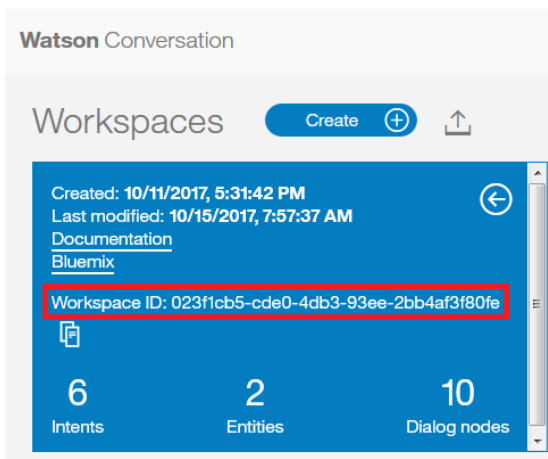 Watson Conversation
Workspaces Create
Created: 10/11/2017, 5:31:42 PM
Last modified: 10/15/2017, 7:57:37 AM
Documentation
Bluemix
Workspace ID: 023f1cb5-cde0-4db3-93ee-2bb4af3f80fe
6 2 10
Intents Entities Dialog nodes